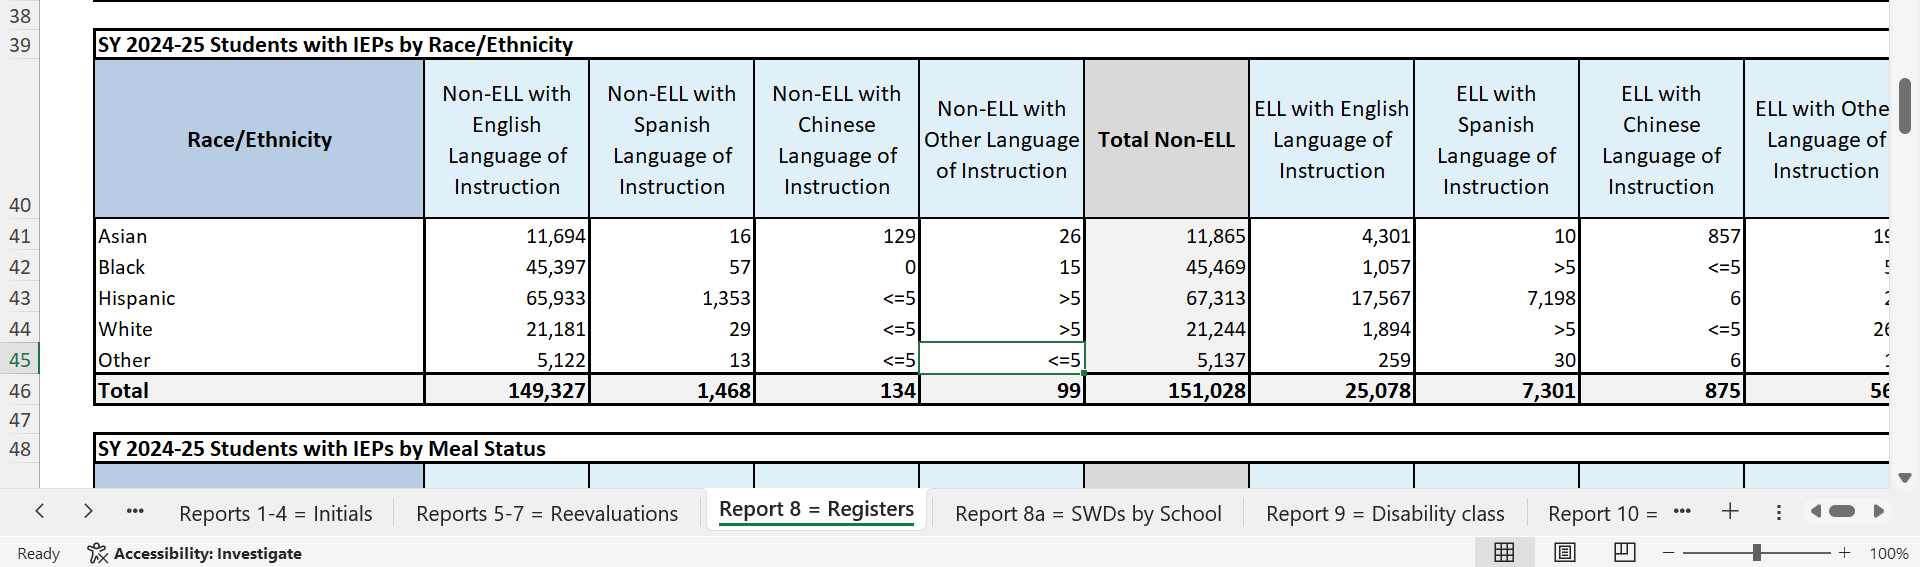 38
39 SY 2024-25 Students with IEPs by Race/Ethnicity
40 Race/Ethnicity Non-ELL with English Language of Instruction Non-ELL with Spanish Language of Instruction Non-ELL with Chinese Language of Instruction Non-ELL with Other Language of Instruction Total Non-ELL ELL with English Language of Instruction ELL with Spanish Language of Instruction ELL with Chinese Language of Instruction ELL with Othe Language of Instruction
41 Asian 11,694 16 129 26 11,865 4,301 10 857
42 Black 45,397 57 0 15 45,469 1,057 >5 <=5
43 Hispanic 65,933 1,353 <=5 >5 67,313 17,567 7,198 6
44 White 21,181 29 <=5 >5 21,244 1,894 >5 <=5
45 Other 5,122 13 <=5 <=5 5,137 259 30 6
46 Total 149,327 1,468 134 99 151,028 25,078 7,301 875
47
48 SY 2024-25 Students with IEPs by Meal Status
Reports 1-4 = Initials Reports 5-7 = Reevaluations Report 8 = Registers Report 8a = SWDs by School Report 9 = Disability class Report 10 =
Ready Accessibility: Investigate 100%